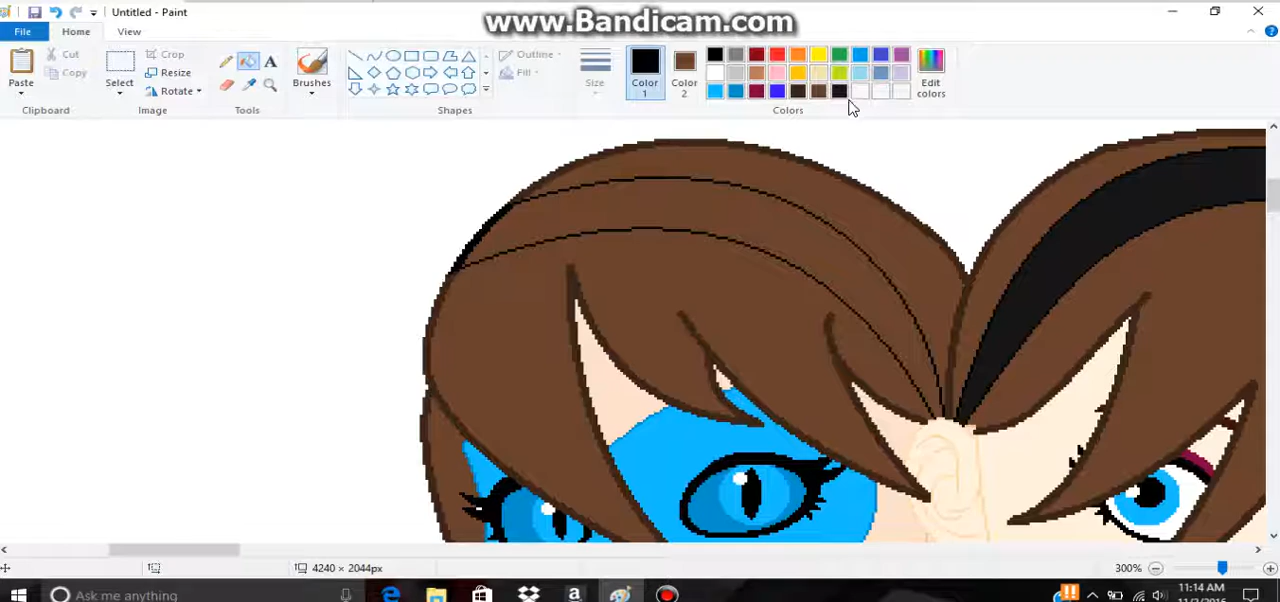 Untitled - Paint
www.Bandicam.com
File
Home
View
Paste
Cut
Copy
Clipboard
Select
Crop
Resize
Rotate
Image
A
Tools
Brushes
Shapes
Outline
Fill
Size
Color 1
Color 2
Colors
Edit colors
4240 × 2044px
300%
Ask me anything
a
11:14 AM